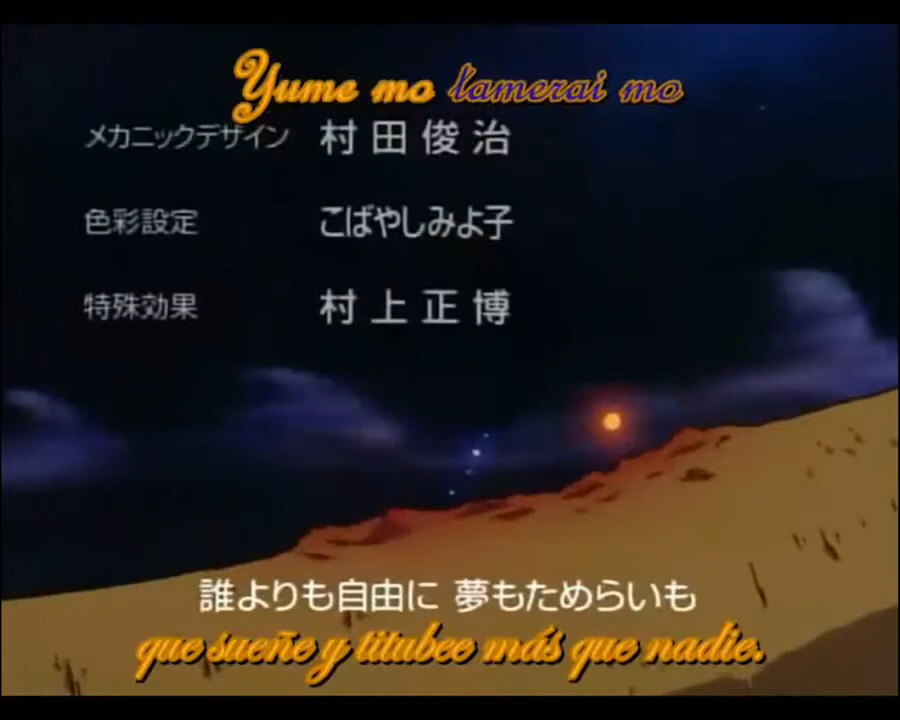 Yume mo tamerai mo
メカニックデザイン 村田俊治
色彩設定 こばやしみよ子
特殊効果 村上正博
誰よりも自由に 夢もためらいも
que sueñe y titubee más que nadie.